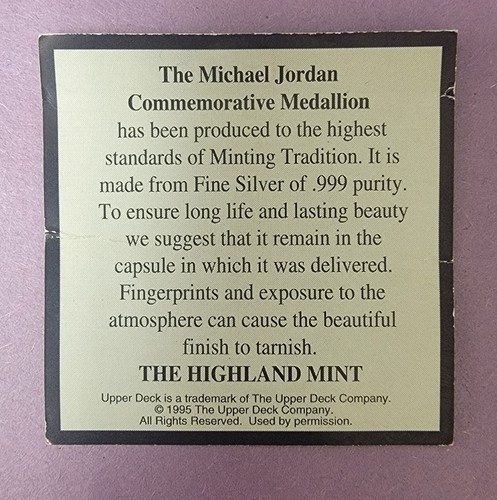 The Michael Jordan
Commemorative Medallion
has been produced to the highest
standards of Minting Tradition. It is
made from Fine Silver of .999 purity.
To ensure long life and lasting beauty
we suggest that it remain in the
capsule in which it was delivered.
Fingerprints and exposure to the
atmosphere can cause the beautiful
finish to tarnish.
THE HIGHLAND MINT
Upper Deck is a trademark of The Upper Deck Company.
© 1995 The Upper Deck Company.
All Rights Reserved. Used by permission.